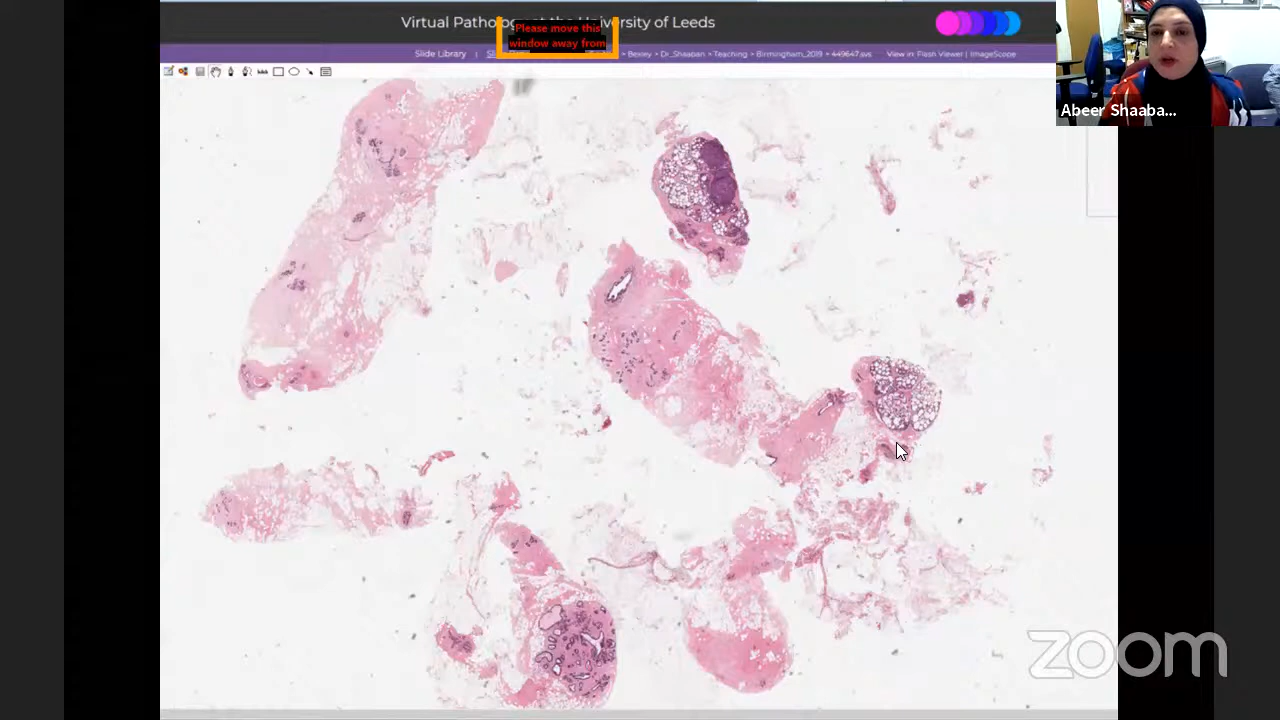 Virtual Pathology at the University of Leeds
Please move this
window away from
Slide Library
> Bexley > Dr_Shaaban > Teaching > Birmingham_2019 > 449647.svs
View in: Flash Viewer | ImageScope
Abeer Shaaba...
zoom